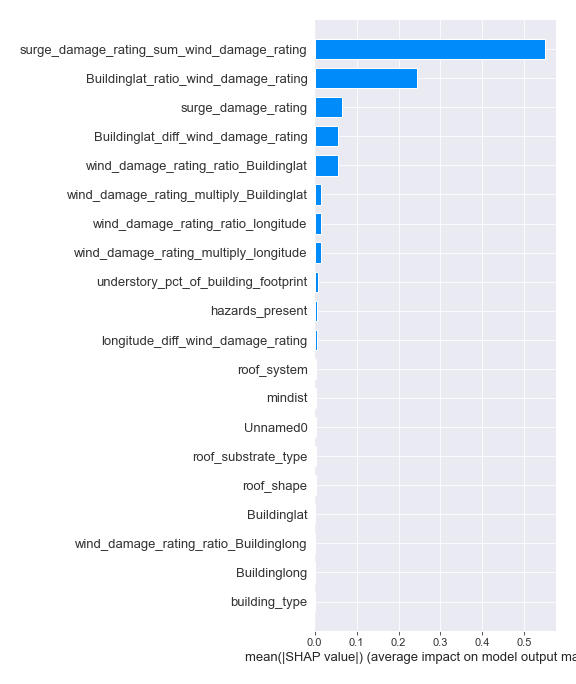 surge_damage_rating_sum_wind_damage_rating
Buildinglat_ratio_wind_damage_rating
surge_damage_rating
Buildinglat_diff_wind_damage_rating
wind_damage_rating_ratio_Buildinglat
wind_damage_rating_multiply_Buildinglat
wind_damage_rating_ratio_longitude
wind_damage_rating_multiply_longitude
understory_pct_of_building_footprint
hazards_present
longitude_diff_wind_damage_rating
roof_system
mindist
Unnamed0
roof_substrate_type
roof_shape
Buildinglat
wind_damage_rating_ratio_Buildinglong
Buildinglong
building_type
0.0 0.1 0.2 0.3 0.4 0.5
mean(|SHAP value|) (average impact on model output ma